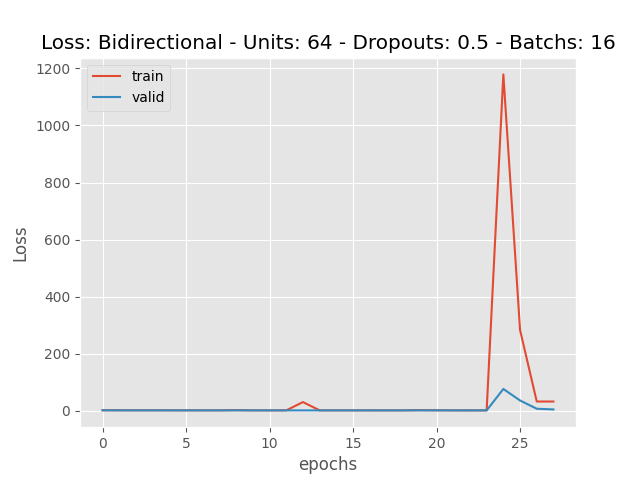 Loss: Bidirectional - Units: 64 - Dropouts: 0.5 - Batchs: 16
train
valid
1200
1000
800
600
400
200
0
Loss
0 5 10 15 20 25
epochs